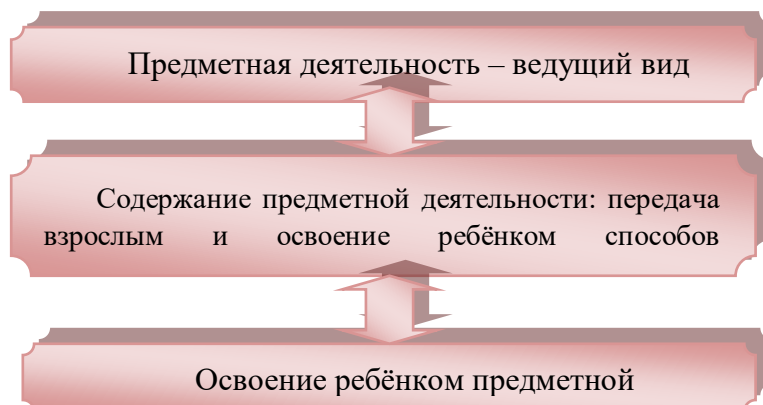 Предметная деятельность – ведущий вид
Содержание предметной деятельности: передача
взрослым и освоение ребёнком способов
Освоение ребёнком предметной